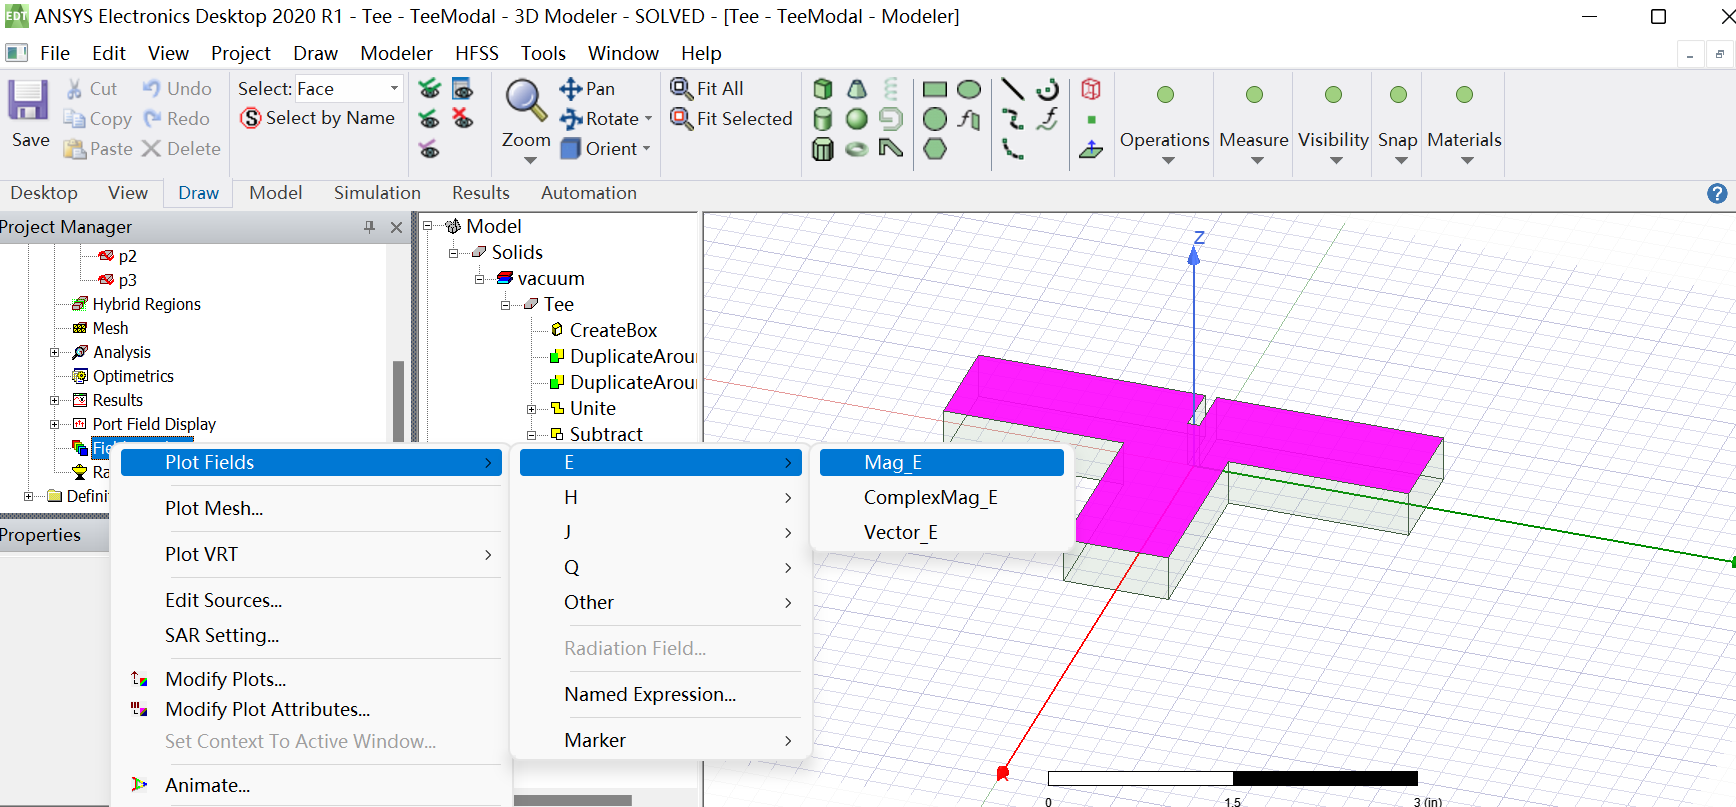 EDT ANSYS Electronics Desktop 2020 R1 - Tee - TeeModal - 3D Modeler - SOLVED - [Tee - TeeModal - Modeler]
File Edit View Project Draw Modeler HFSS Tools Window Help
Save
Cut
Copy
Paste
Undo
Redo
Delete
Select: Face
Select by Name
Zoom
Pan
Rotate
Orient
Fit All
Fit Selected
Operations
Measure
Visibility
Snap
Materials
Desktop View Draw Model Simulation Results Automation
Project Manager
p2
p3
Hybrid Regions
Mesh
Analysis
Optimetrics
Results
Port Field Display
Fie
Ra
Defini
Properties
Model
Solids
vacuum
Tee
CreateBox
DuplicateArou
DuplicateArou
Unite
Subtract
Plot Fields
Plot Mesh...
Plot VRT
Edit Sources...
SAR Setting...
Modify Plots...
Modify Plot Attributes...
Set Context To Active Window...
Animate...
E
H
J
Q
Other
Radiation Field...
Named Expression...
Marker
Mag_E
ComplexMag_E
Vector_E
Z
0 1.5 3 (in)